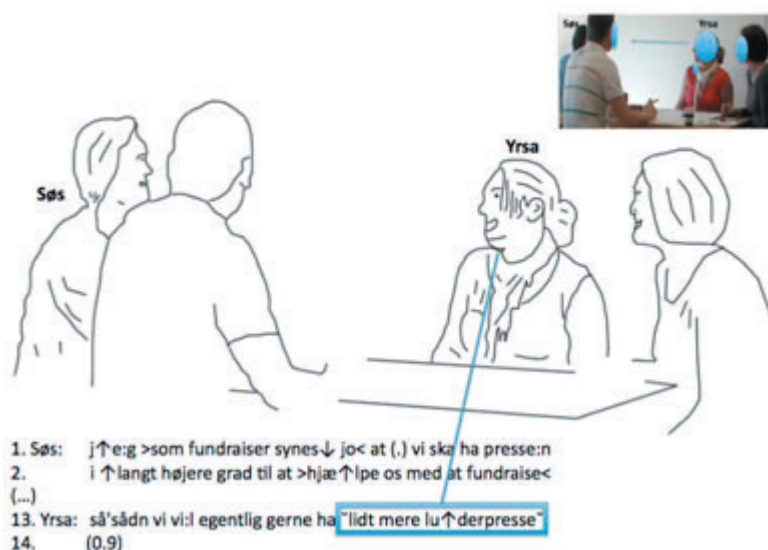 Søs
Yrsa
Yrsa
Søs
1. Søs: j↑e:g >som fundraiser synes↓ jo< at (.) vi ska ha presse:n
2. i ↑langt højere grad til at >hjæ↑lpe os med at fundraise<
(...)
13. Yrsa: så'sådn vi vi:l egentlig gerne ha "lidt mere lu↑derpresse"
14. (0.9)